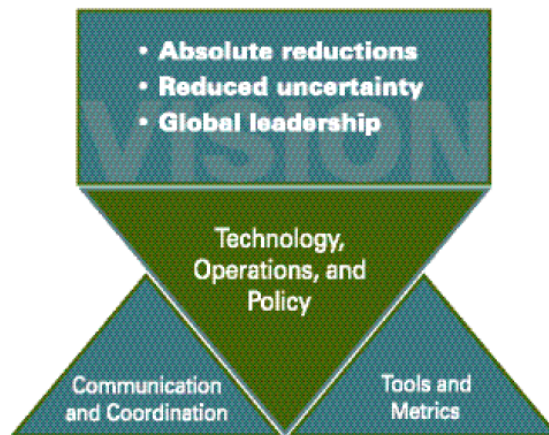 VISION
• Absolute reductions
• Reduced uncertainty
• Global leadership
Technology,
Operations, and
Policy
Communication
and Coordination
Tools and
Metrics